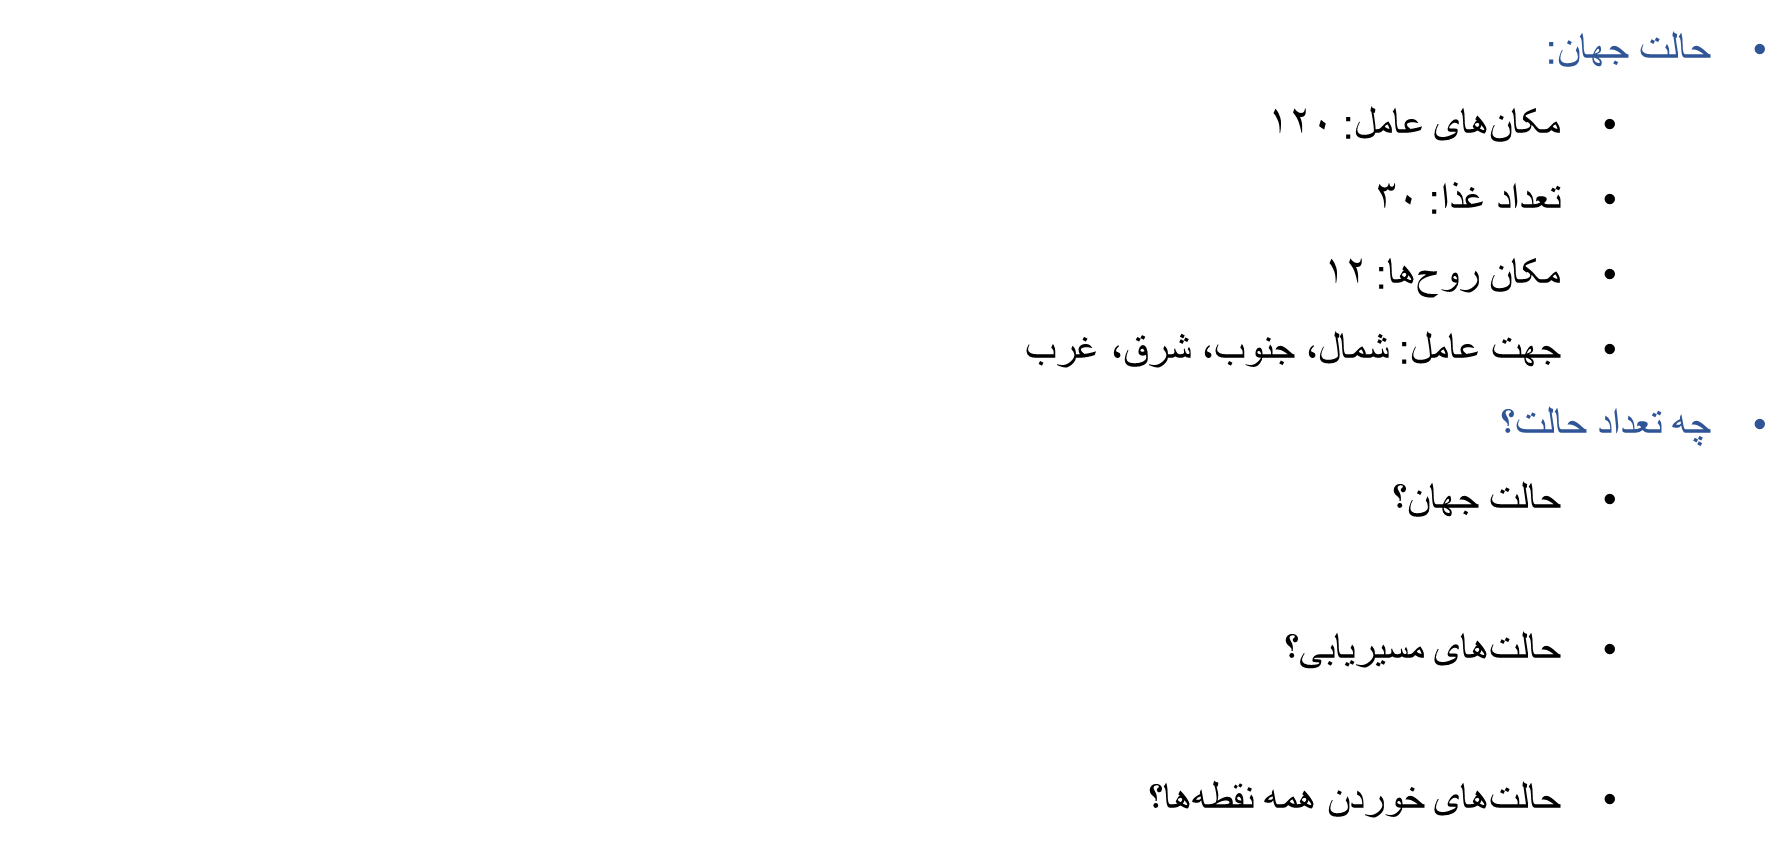 • حالت جهان:
• مکان‌های عامل: ۱۲۰
• تعداد غذا: ۳۰
• مکان روح‌ها: ۱۲
• جهت عامل: شمال، جنوب، شرق، غرب
• چه تعداد حالت؟
• حالت جهان؟
• حالت‌های مسیریابی؟
• حالت‌های خوردن همه نقطه‌ها؟